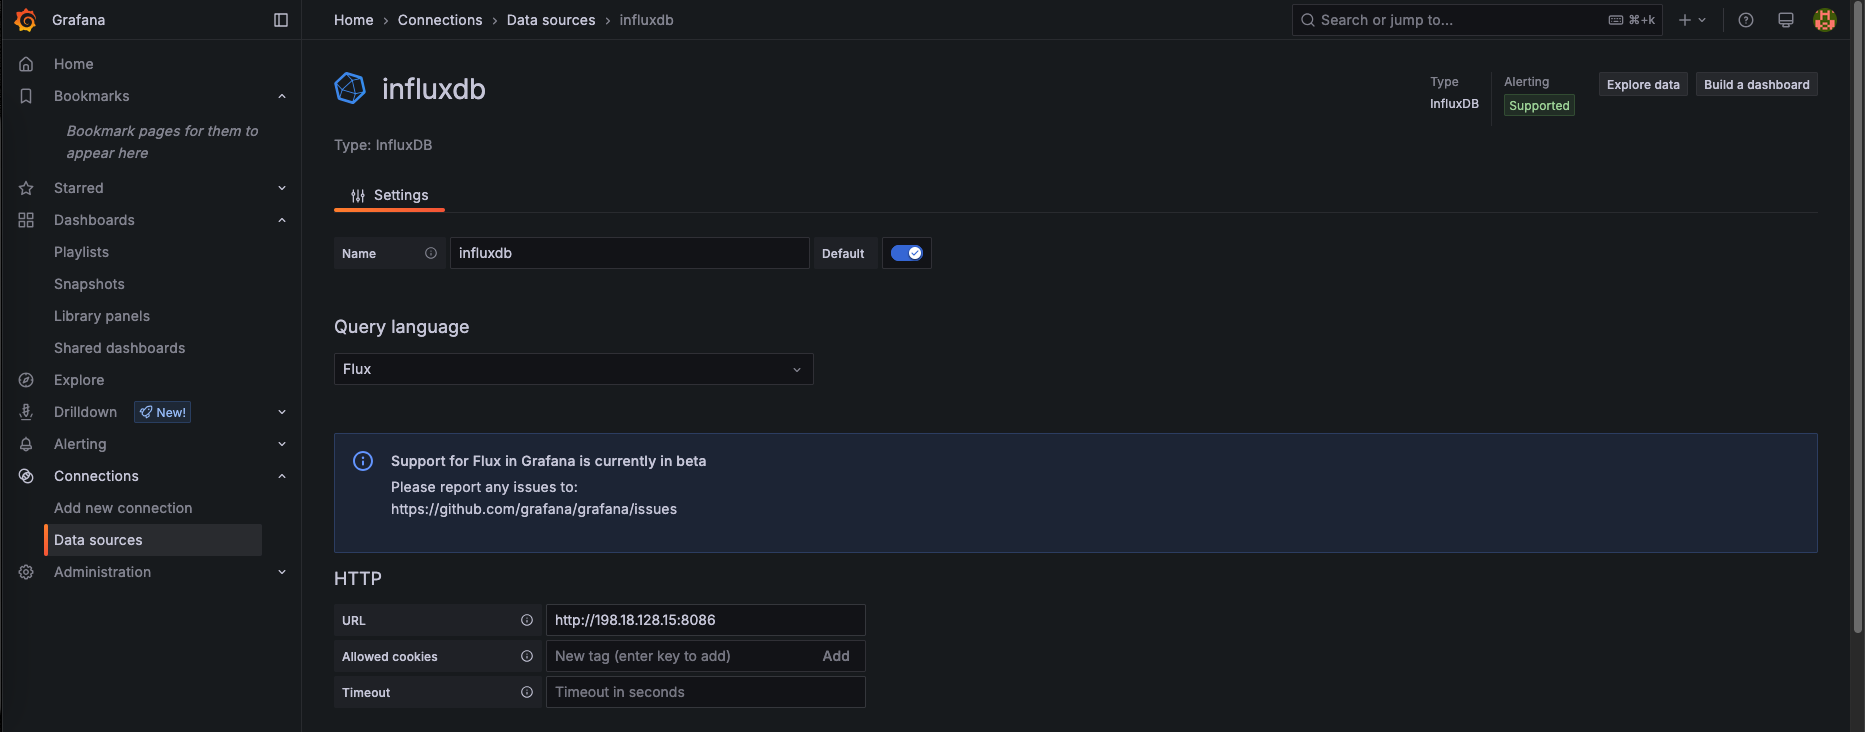 Grafana
Home › Connections › Data sources › influxdb
Search or jump to...
⌘+k
Home
Bookmarks
Bookmark pages for them to
appear here
Starred
Dashboards
Playlists
Snapshots
Library panels
Shared dashboards
Explore
Drilldown New!
Alerting
Connections
Add new connection
Data sources
Administration
influxdb
Type
InfluxDB
Alerting
Supported
Explore data
Build a dashboard
Type: InfluxDB
Settings
Name influxdb Default
Query language
Flux
Support for Flux in Grafana is currently in beta
Please report any issues to:
https://github.com/grafana/grafana/issues
HTTP
URL http://198.18.128.15:8086
Allowed cookies New tag (enter key to add) Add
Timeout Timeout in seconds